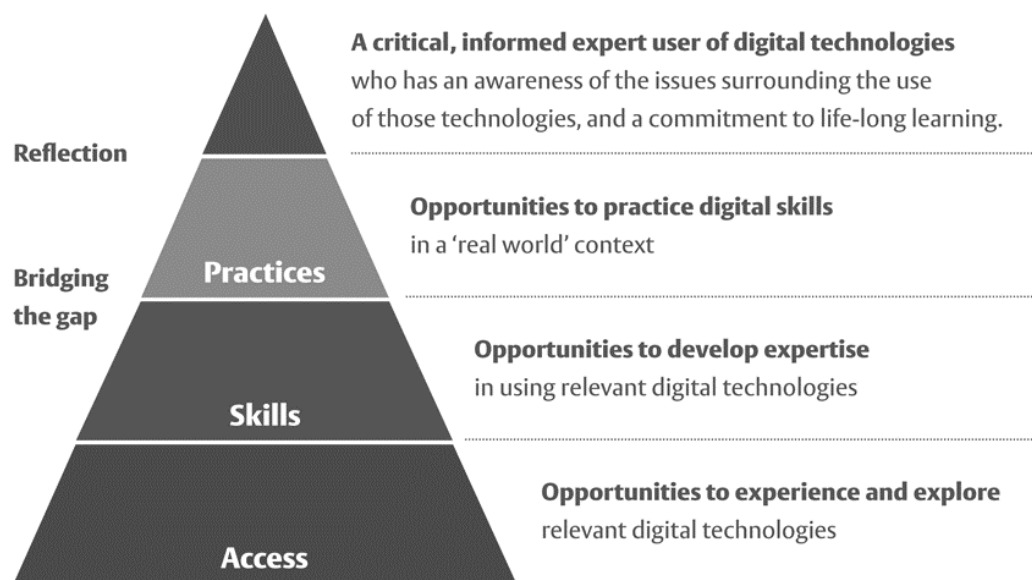 A critical, informed expert user of digital technologies
who has an awareness of the issues surrounding the use
of those technologies, and a commitment to life-long learning.
Reflection
Opportunities to practice digital skills
in a ‘real world’ context
Practices
Bridging
the gap
Opportunities to develop expertise
in using relevant digital technologies
Skills
Opportunities to experience and explore
relevant digital technologies
Access